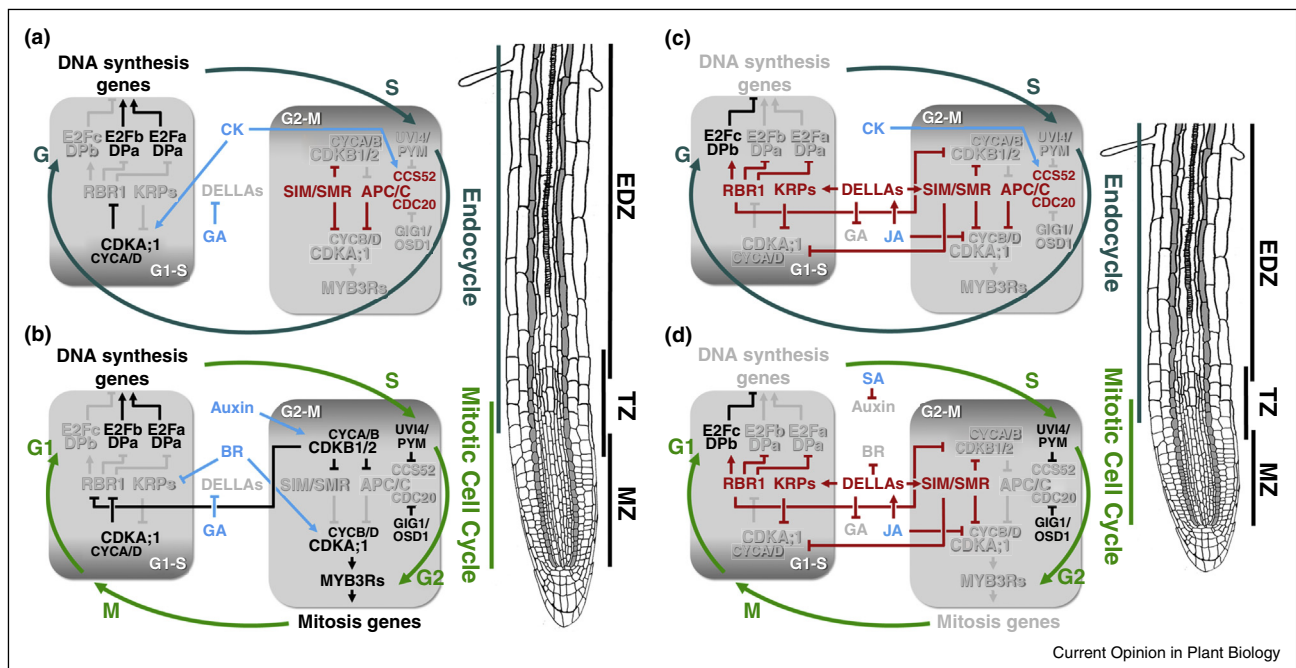 (a)
DNA synthesis
genes
S
G
E2Fc
DPb
E2Fb
DPa
E2Fa
DPa
RBR1 KRPs
CDKA;1
CYCA/D
G1-S
CK
DELLAs
GA
G2-M
CYCA/B
CDKB1/2
UVI4/
PYM
CCS52
SIM/SMR APC/C
CDC20
CYCB/D
CDKA;1
GIG1/
OSD1
MYB3Rs
Endocycle
EDZ
(b)
DNA synthesis
genes
S
G1
E2Fc
DPb
E2Fb
DPa
E2Fa
DPa
RBR1 KRPs
CDKA;1
CYCA/D
G1-S
Auxin
BR
DELLAs
GA
G2-M
CYCA/B
CDKB1/2
UVI4/
PYM
CCS52
SIM/SMR APC/C
CDC20
CYCB/D
CDKA;1
GIG1/
OSD1
MYB3Rs
G2
M
Mitosis genes
Mitotic Cell Cycle
TZ
MZ
(c)
DNA synthesis
genes
S
G
E2Fc
DPb
E2Fb
DPa
E2Fa
DPa
RBR1 KRPs
CDKA;1
CYCA/D
G1-S
CK
DELLAs
GA
JA
G2-M
CYCA/B
CDKB1/2
UVI4/
PYM
CCS52
SIM/SMR APC/C
CDC20
CYCB/D
CDKA;1
GIG1/
OSD1
MYB3Rs
Endocycle
EDZ
(d)
DNA synthesis
genes
S
G1
E2Fc
DPb
E2Fb
DPa
E2Fa
DPa
RBR1 KRPs
CDKA;1
CYCA/D
G1-S
SA
Auxin
BR
DELLAs
GA
JA
G2-M
CYCA/B
CDKB1/2
UVI4/
PYM
CCS52
SIM/SMR APC/C
CDC20
CYCB/D
CDKA;1
GIG1/
OSD1
MYB3Rs
G2
M
Mitosis genes
Mitotic Cell Cycle
TZ
MZ
Current Opinion in Plant Biology